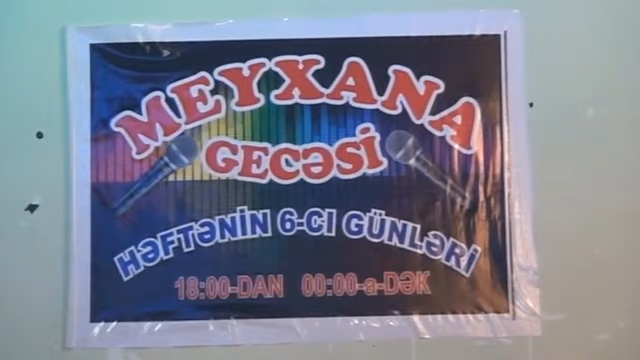 MEYXANA
GECƏSİ
HƏFTƏNİN 6-CI GÜNLƏRİ
18:00-DAN 00:00-a-DƏK